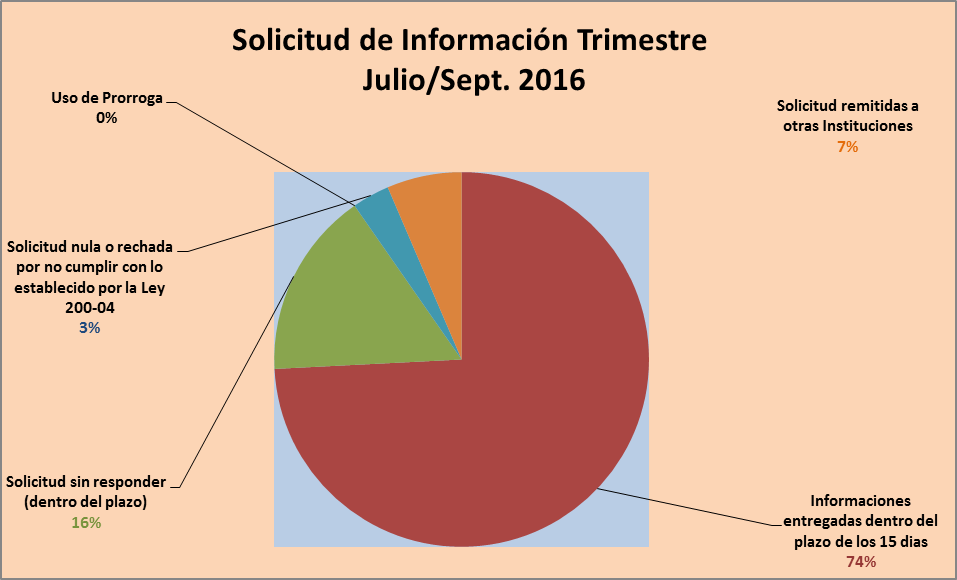 Solicitud de Información Trimestre
Julio/Sept. 2016
Uso de Prorroga
0%
Solicitud remitidas a
otras Instituciones
7%
Solicitud nula o rechada
por no cumplir con lo
establecido por la Ley
200-04
3%
Solicitud sin responder
(dentro del plazo)
16%
Informaciones
entregadas dentro del
plazo de los 15 dias
74%